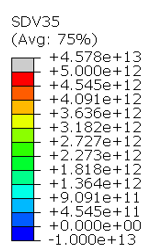 SDV35
(Avg: 75%)
+4.578e+13
+5.000e+12
+4.545e+12
+4.091e+12
+3.636e+12
+3.182e+12
+2.727e+12
+2.273e+12
+1.818e+12
+1.364e+12
+9.091e+11
+4.545e+11
+0.000e+00
-1.000e+13